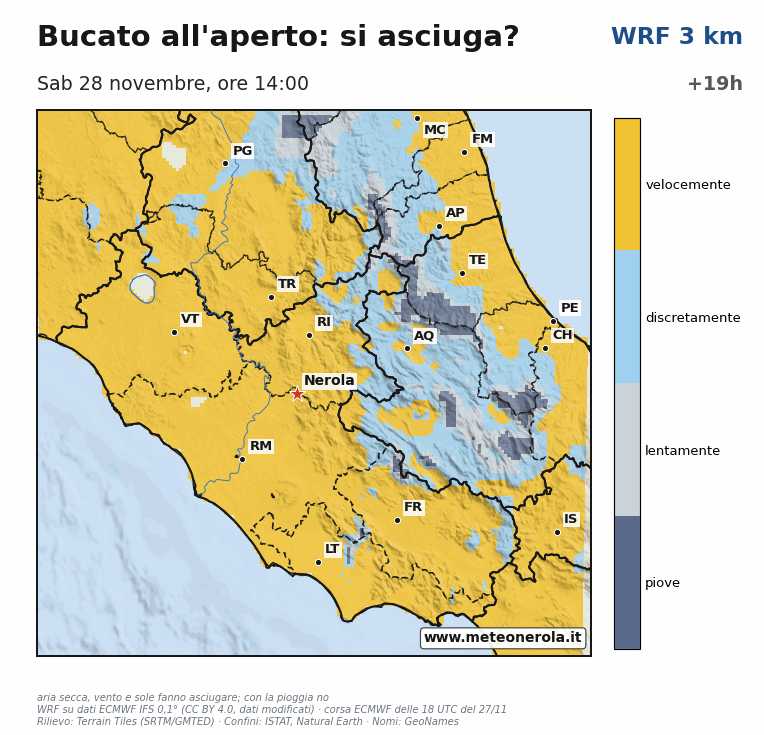 Bucato all'aperto: si asciuga?
WRF 3 km
Sab 28 novembre, ore 14:00
+19h
MC
FM
PG
AP
TE
TR
PE
VT
RI
AQ
CH
Nerola
RM
FR
IS
LT
www.meteonerola.it
velocemente
discretamente
lentamente
piove
aria secca, vento e sole fanno asciugare; con la pioggia no
WRF su dati ECMWF IFS 0,1° (CC BY 4.0, dati modificati) · corsa ECMWF delle 18 UTC del 27/11
Rilievo: Terrain Tiles (SRTM/GMTED) · Confini: ISTAT, Natural Earth · Nomi: GeoNames